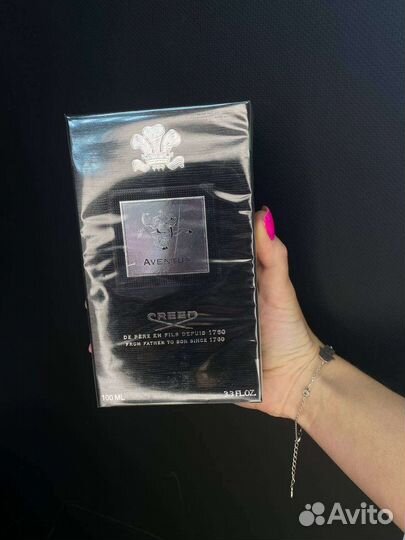 AVENTUS
CREED
DE PÈRE EN FILS DEPUIS 1760
FROM FATHER TO SON SINCE 1760
100 ML
3.3 FL.OZ.
Avito